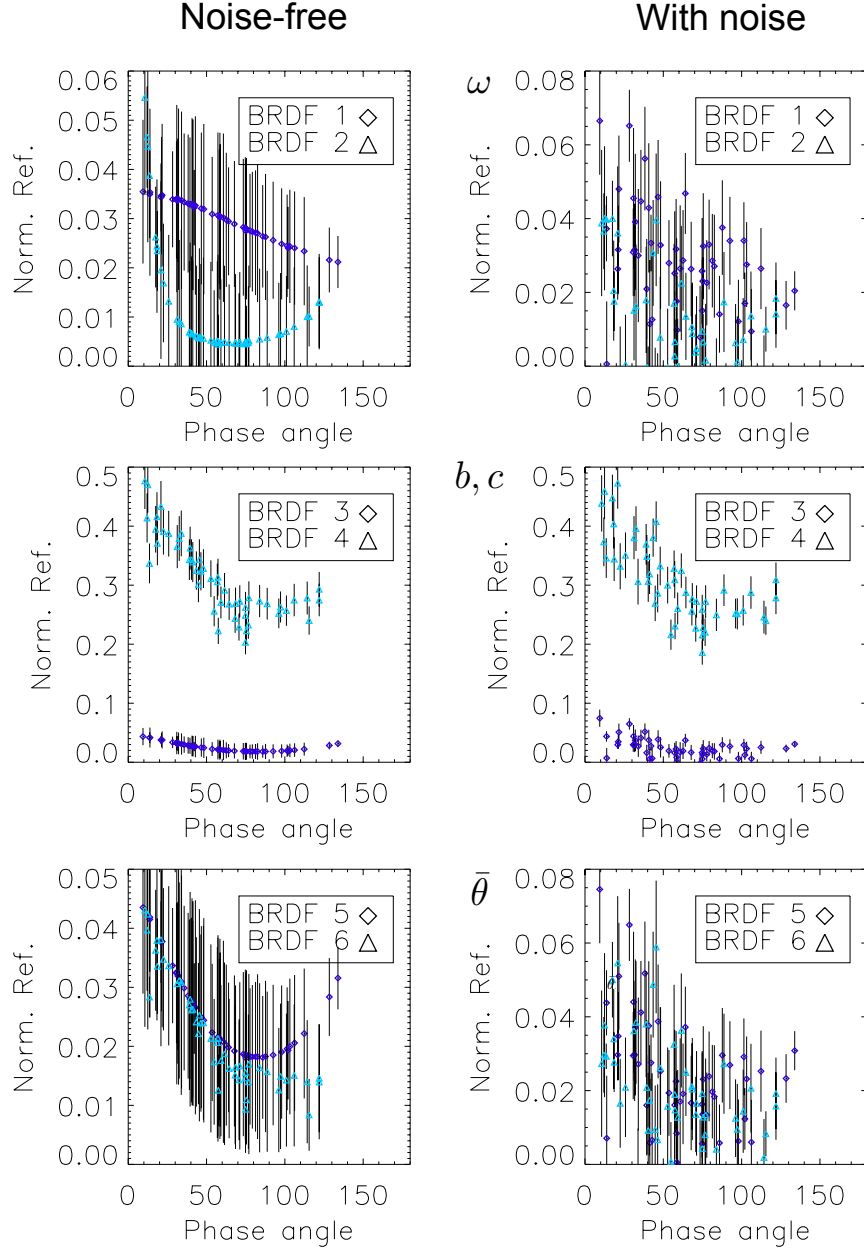 Noise-free
With noise
ω
0.06
0.05
0.04
0.03
0.02
0.01
0.00
Norm. Ref.
BRDF 1
BRDF 2
0 50 100 150
Phase angle
0.08
0.06
0.04
0.02
0.00
Norm. Ref.
BRDF 1
BRDF 2
0 50 100 150
Phase angle
b, c
0.5
0.4
0.3
0.2
0.1
0.0
Norm. Ref.
BRDF 3
BRDF 4
0 50 100 150
Phase angle
0.5
0.4
0.3
0.2
0.1
0.0
Norm. Ref.
BRDF 3
BRDF 4
0 50 100 150
Phase angle
θ̄
0.05
0.04
0.03
0.02
0.01
0.00
Norm. Ref.
BRDF 5
BRDF 6
0 50 100 150
Phase angle
0.08
0.06
0.04
0.02
0.00
Norm. Ref.
BRDF 5
BRDF 6
0 50 100 150
Phase angle